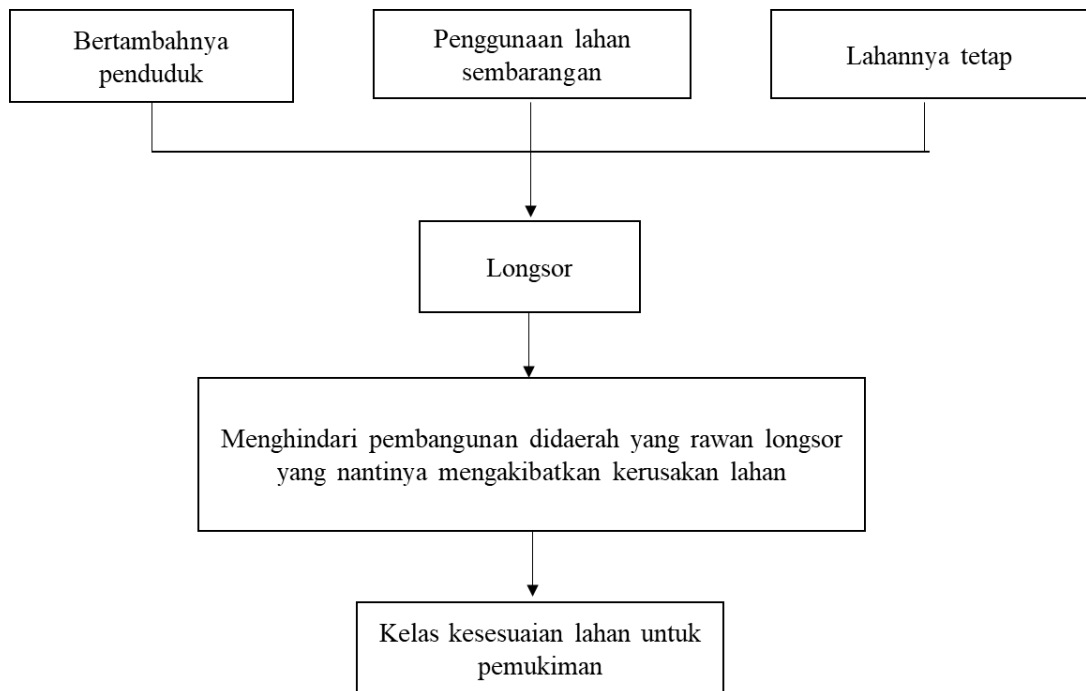 Bertambahnya
penduduk
Penggunaan lahan
sembarangan
Lahannya tetap
Longsor
Menghindari pembangunan didaerah yang rawan longsor
yang nantinya mengakibatkan kerusakan lahan
Kelas kesesuaian lahan untuk
pemukiman